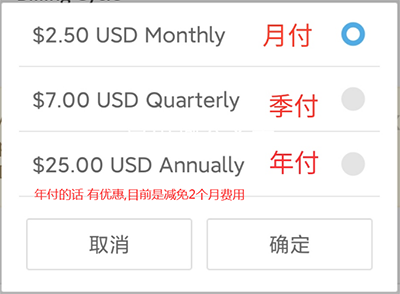 $2.50 USD Monthly 月付
$7.00 USD Quarterly 季付
$25.00 USD Annually 年付
年付的话 有优惠,目前是减免2个月费用
取消 确定